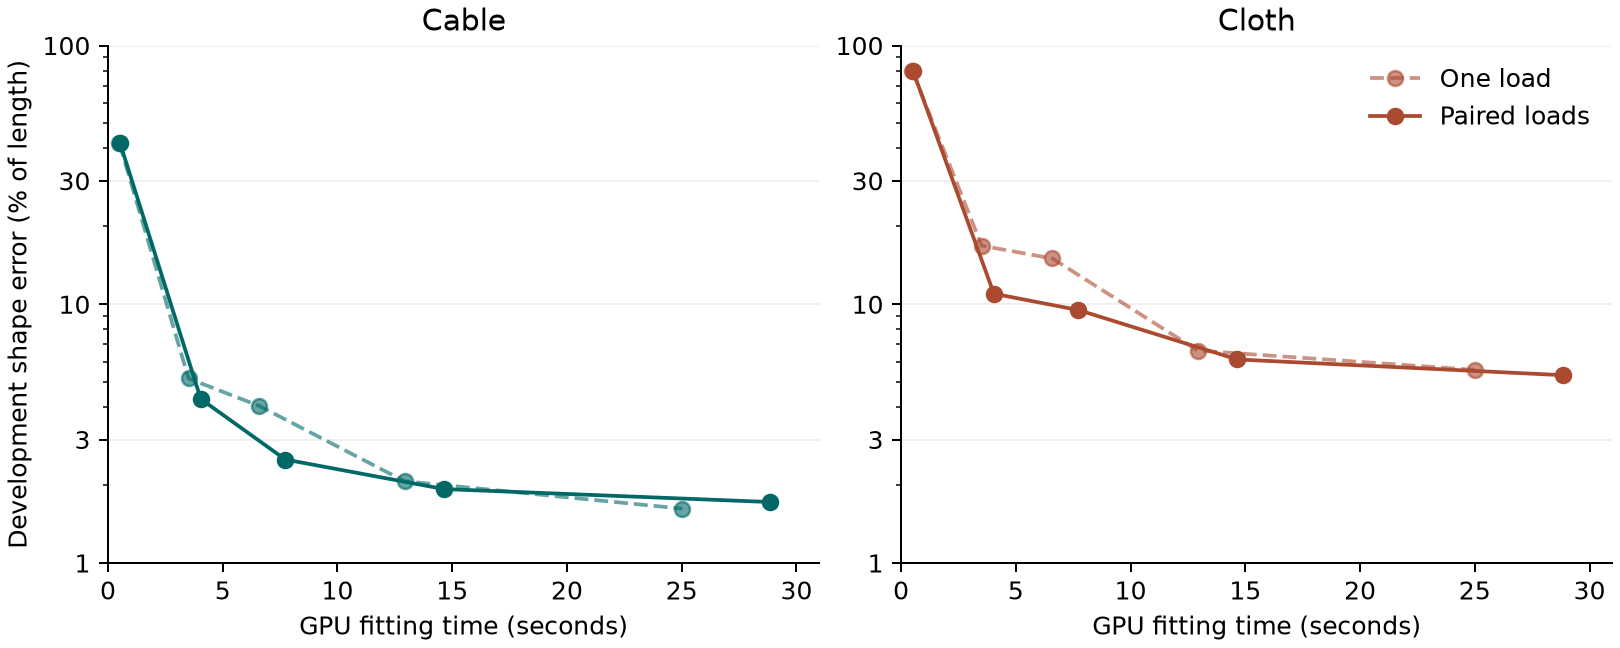 Cable
Development shape error (% of length)
100
30
10
3
1
0 5 10 15 20 25 30
GPU fitting time (seconds)
Cloth
One load
Paired loads
100
30
10
3
1
0 5 10 15 20 25 30
GPU fitting time (seconds)